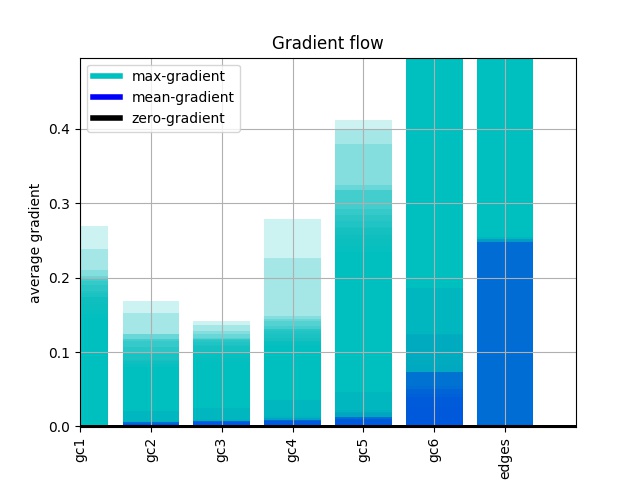 Gradient flow
max-gradient
mean-gradient
zero-gradient
average gradient
0.4
0.3
0.2
0.1
0.0
gc1
gc2
gc3
gc4
gc5
gc6
edges